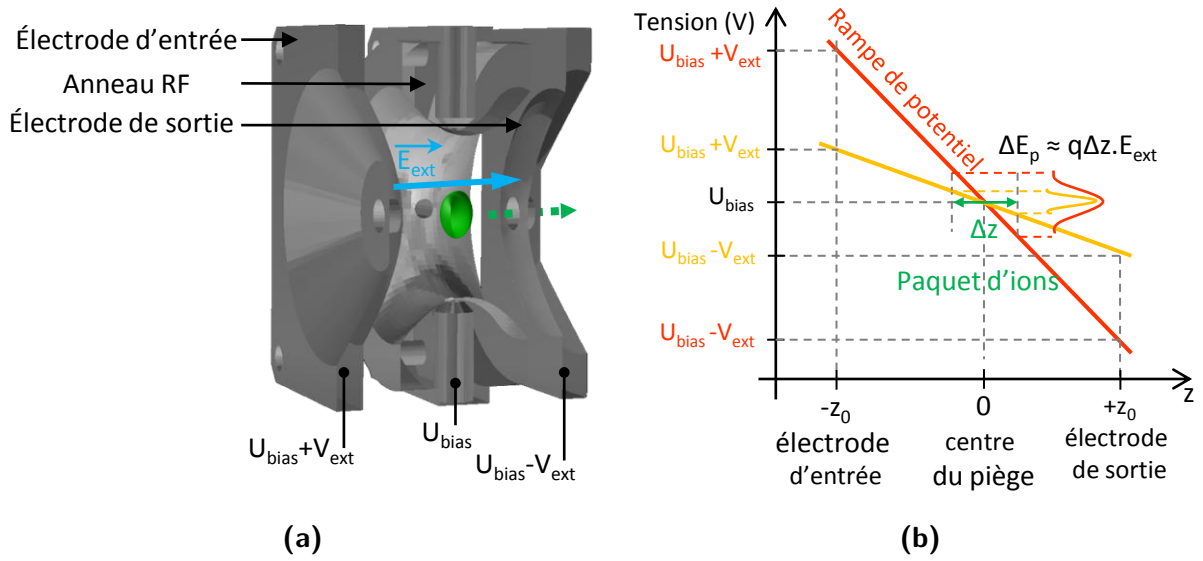 Électrode d'entrée
Anneau RF
Électrode de sortie
E_ext
U_bias+V_ext
U_bias
U_bias-V_ext
(a)
Tension (V)
U_bias +V_ext
Rampe de potentiel
U_bias +V_ext
ΔE_p ≈ qΔz.E_ext
U_bias
Δz
U_bias -V_ext
Paquet d'ions
U_bias -V_ext
z
-z_0
0
+z_0
électrode
d'entrée
centre
du piège
électrode
de sortie
(b)